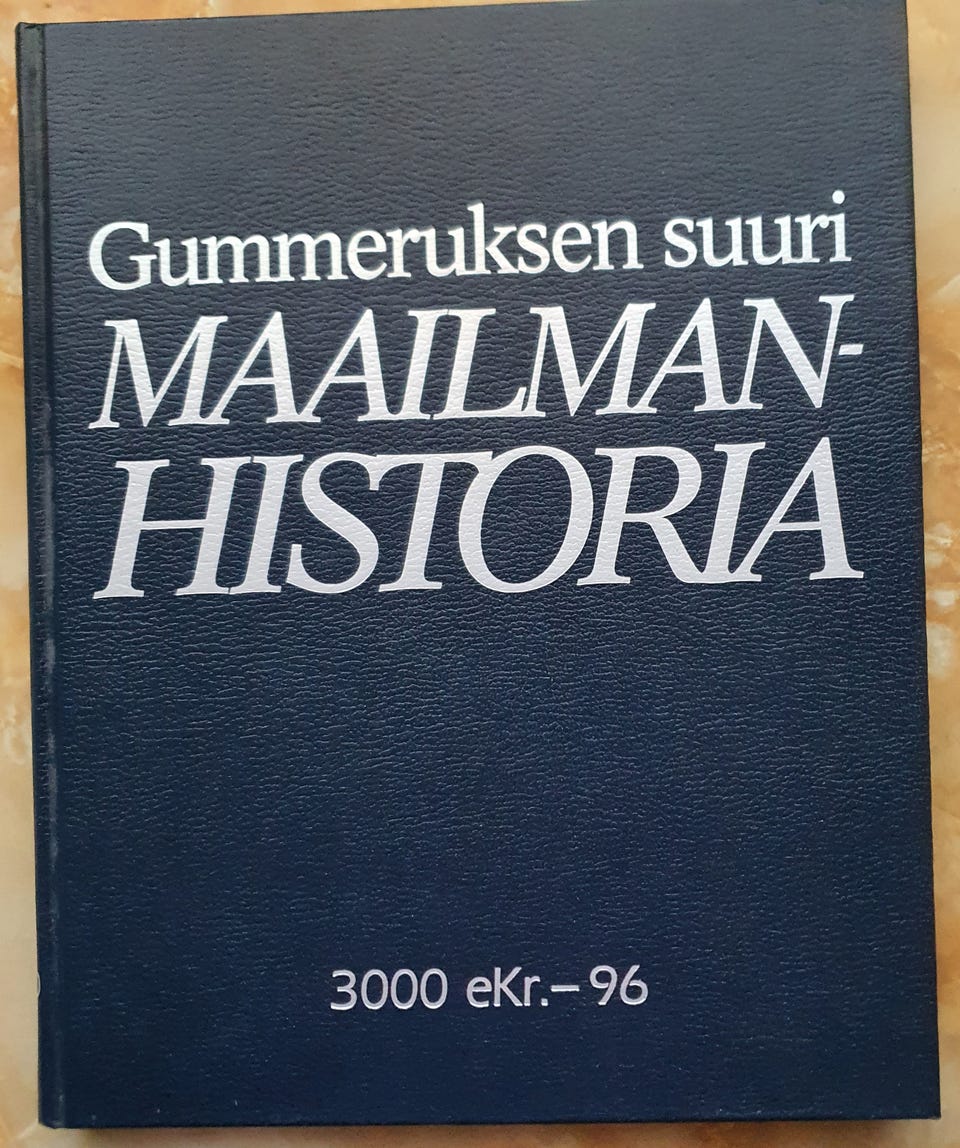 Gummeruksen suuri
MAAILMAN-
HISTORIA
3000 eKr.–96